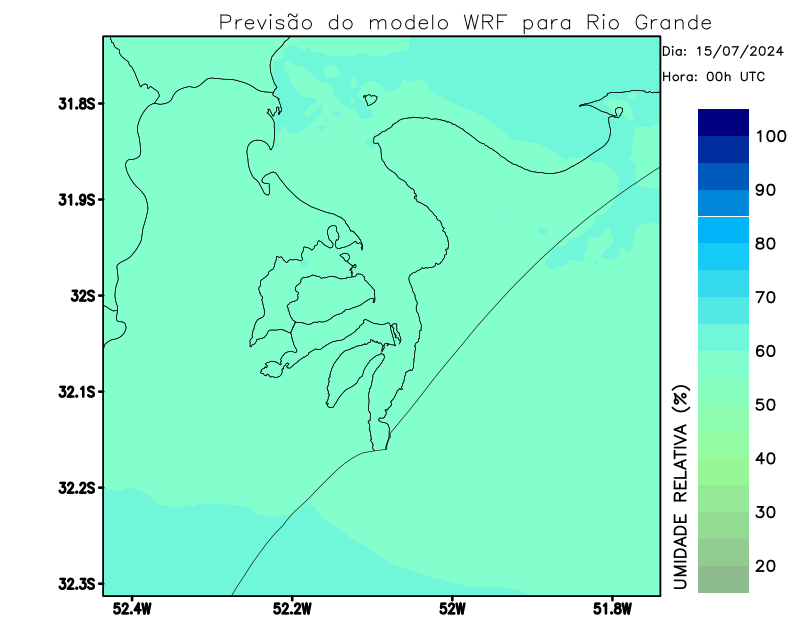 Previsão do modelo WRF para Rio Grande
Dia: 15/07/2024
Hora: 00h UTC
31.8S
31.9S
32S
32.1S
32.2S
32.3S
52.4W
52.2W
52W
51.8W
UMIDADE RELATIVA (%)
100
90
80
70
60
50
40
30
20